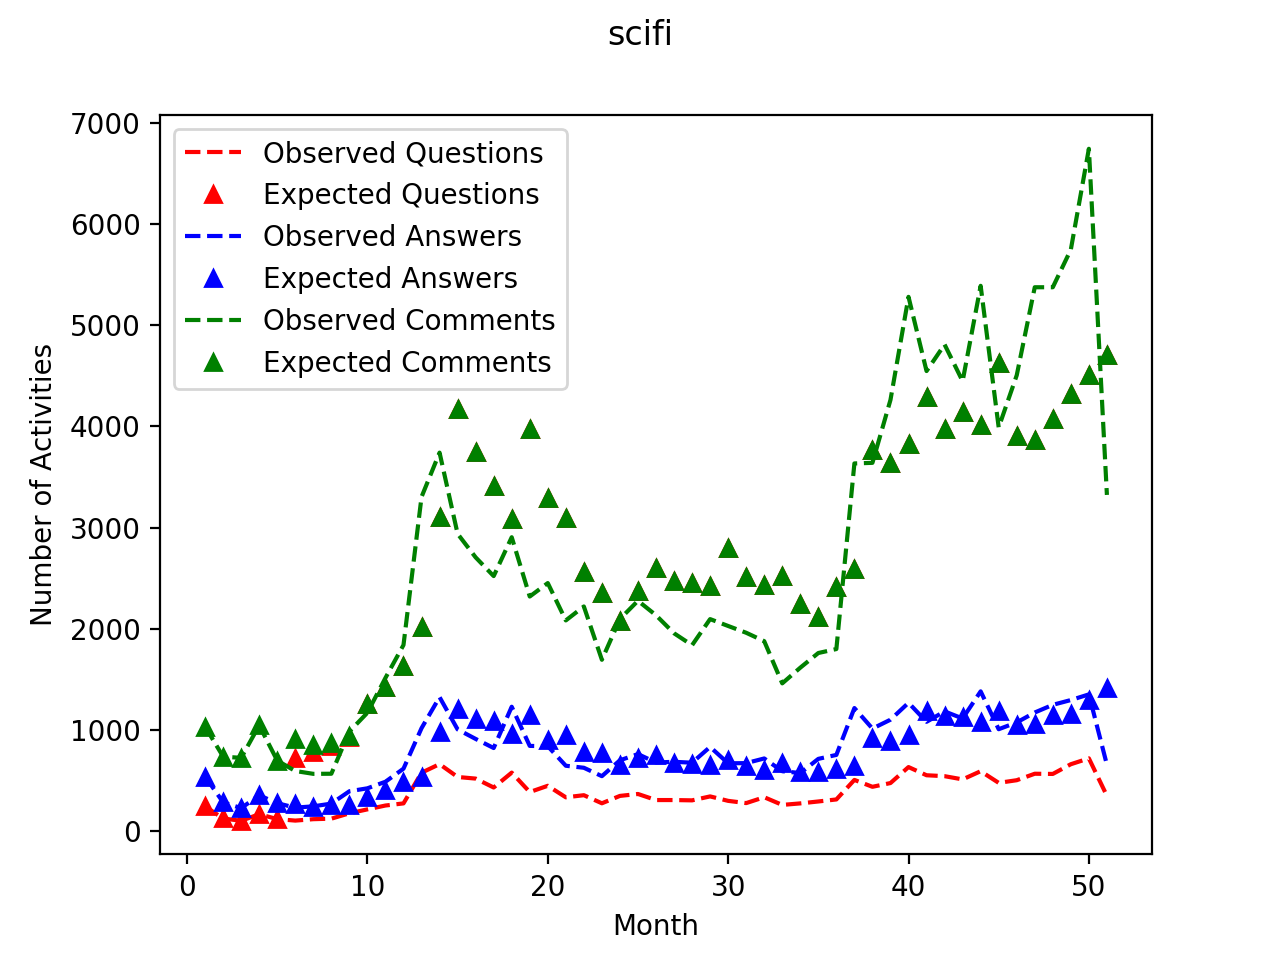 scifi
7000
6000
5000
4000
3000
2000
1000
0
Number of Activities
Observed Questions
Expected Questions
Observed Answers
Expected Answers
Observed Comments
Expected Comments
0 10 20 30 40 50
Month